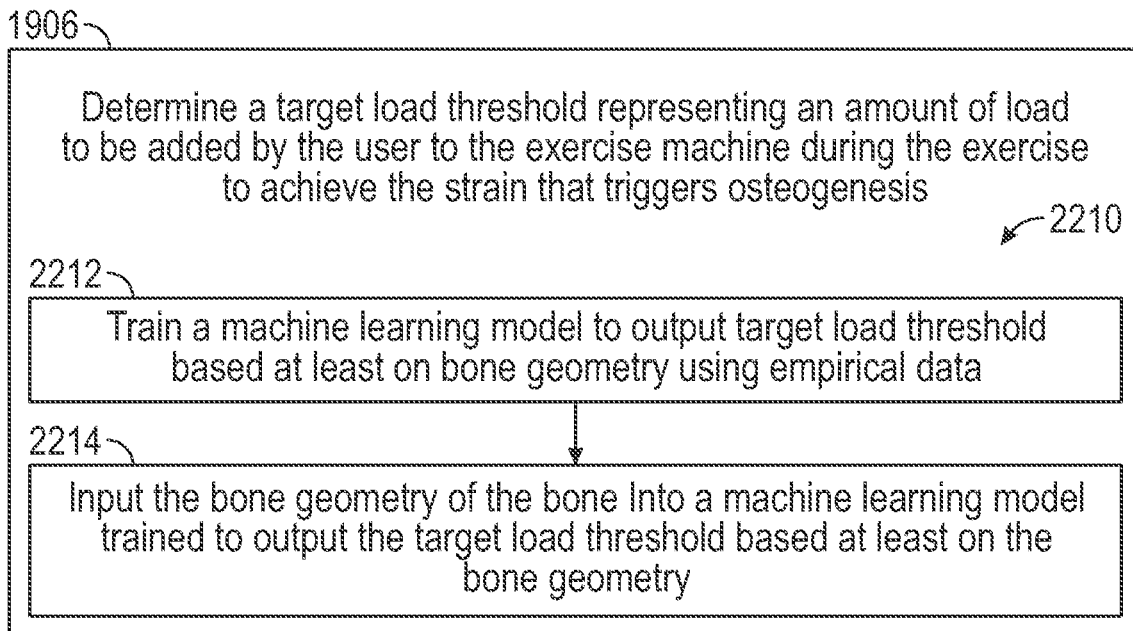 1906
Determine a target load threshold representing an amount of load
to be added by the user to the exercise machine during the exercise
to achieve the strain that triggers osteogenesis
2210
2212
Train a machine learning model to output target load threshold
based at least on bone geometry using empirical data
2214
Input the bone geometry of the bone Into a machine learning model
trained to output the target load threshold based at least on the
bone geometry